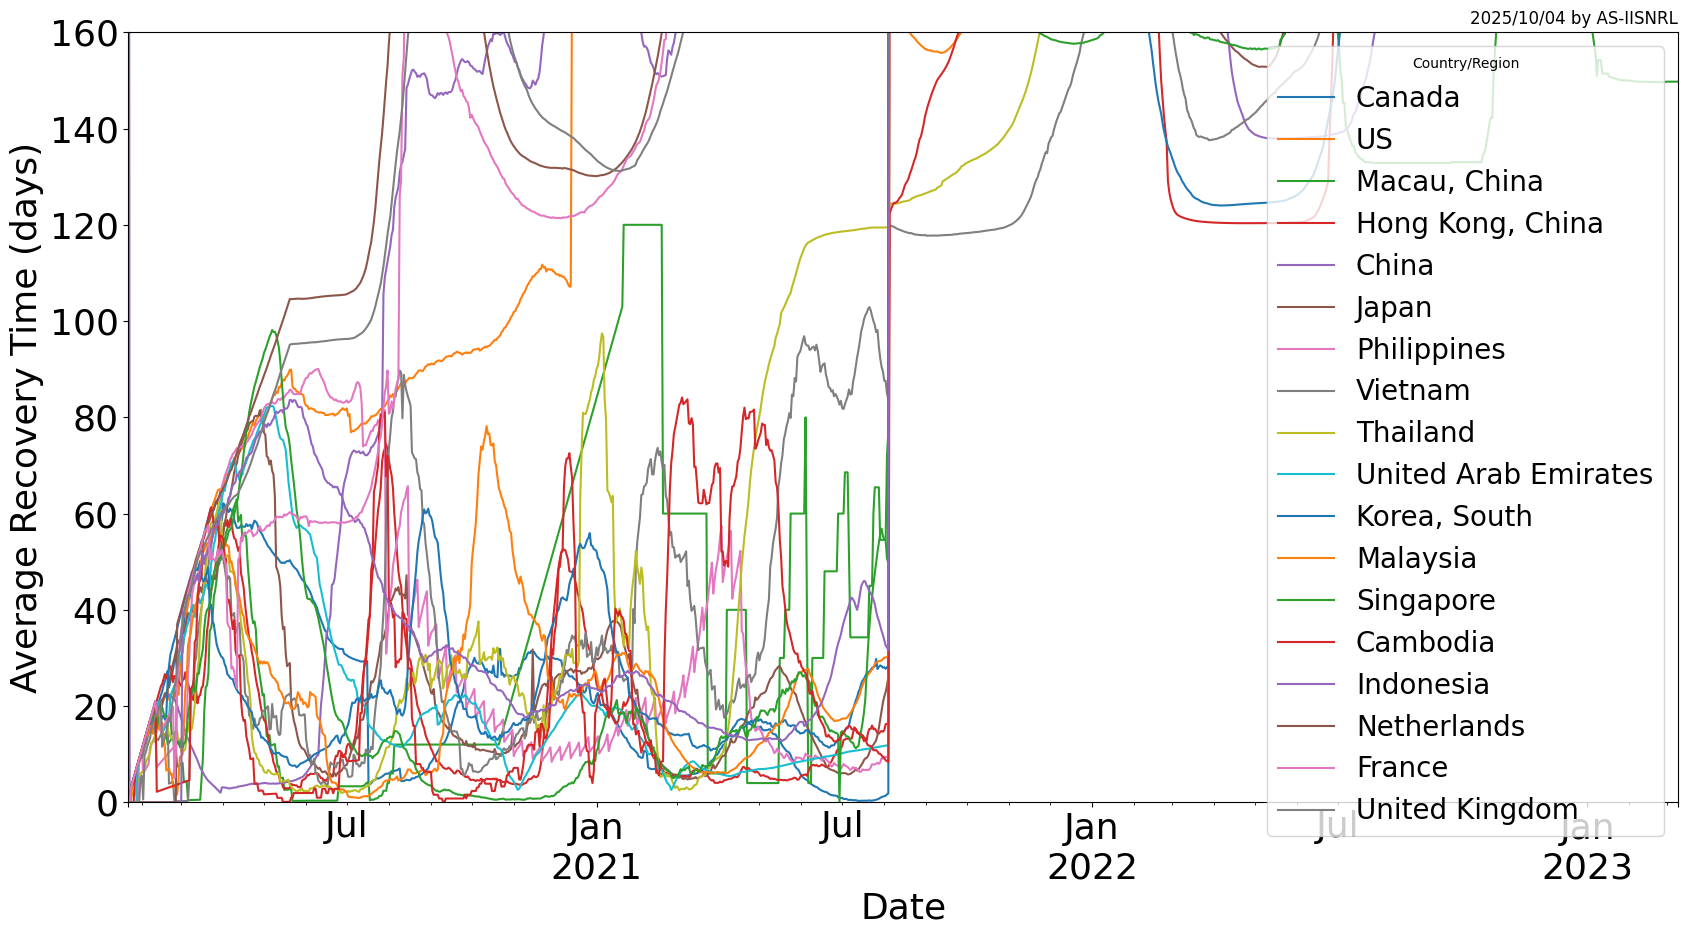 2025/10/04 by AS-IISNRL
160
140
120
100
80
60
40
20
0
Average Recovery Time (days)
Country/Region
Canada
US
Macau, China
Hong Kong, China
China
Japan
Philippines
Vietnam
Thailand
United Arab Emirates
Korea, South
Malaysia
Singapore
Cambodia
Indonesia
Netherlands
France
United Kingdom
Jul Jan Jul Jan Jul Jan
2021 2022 2023
Date